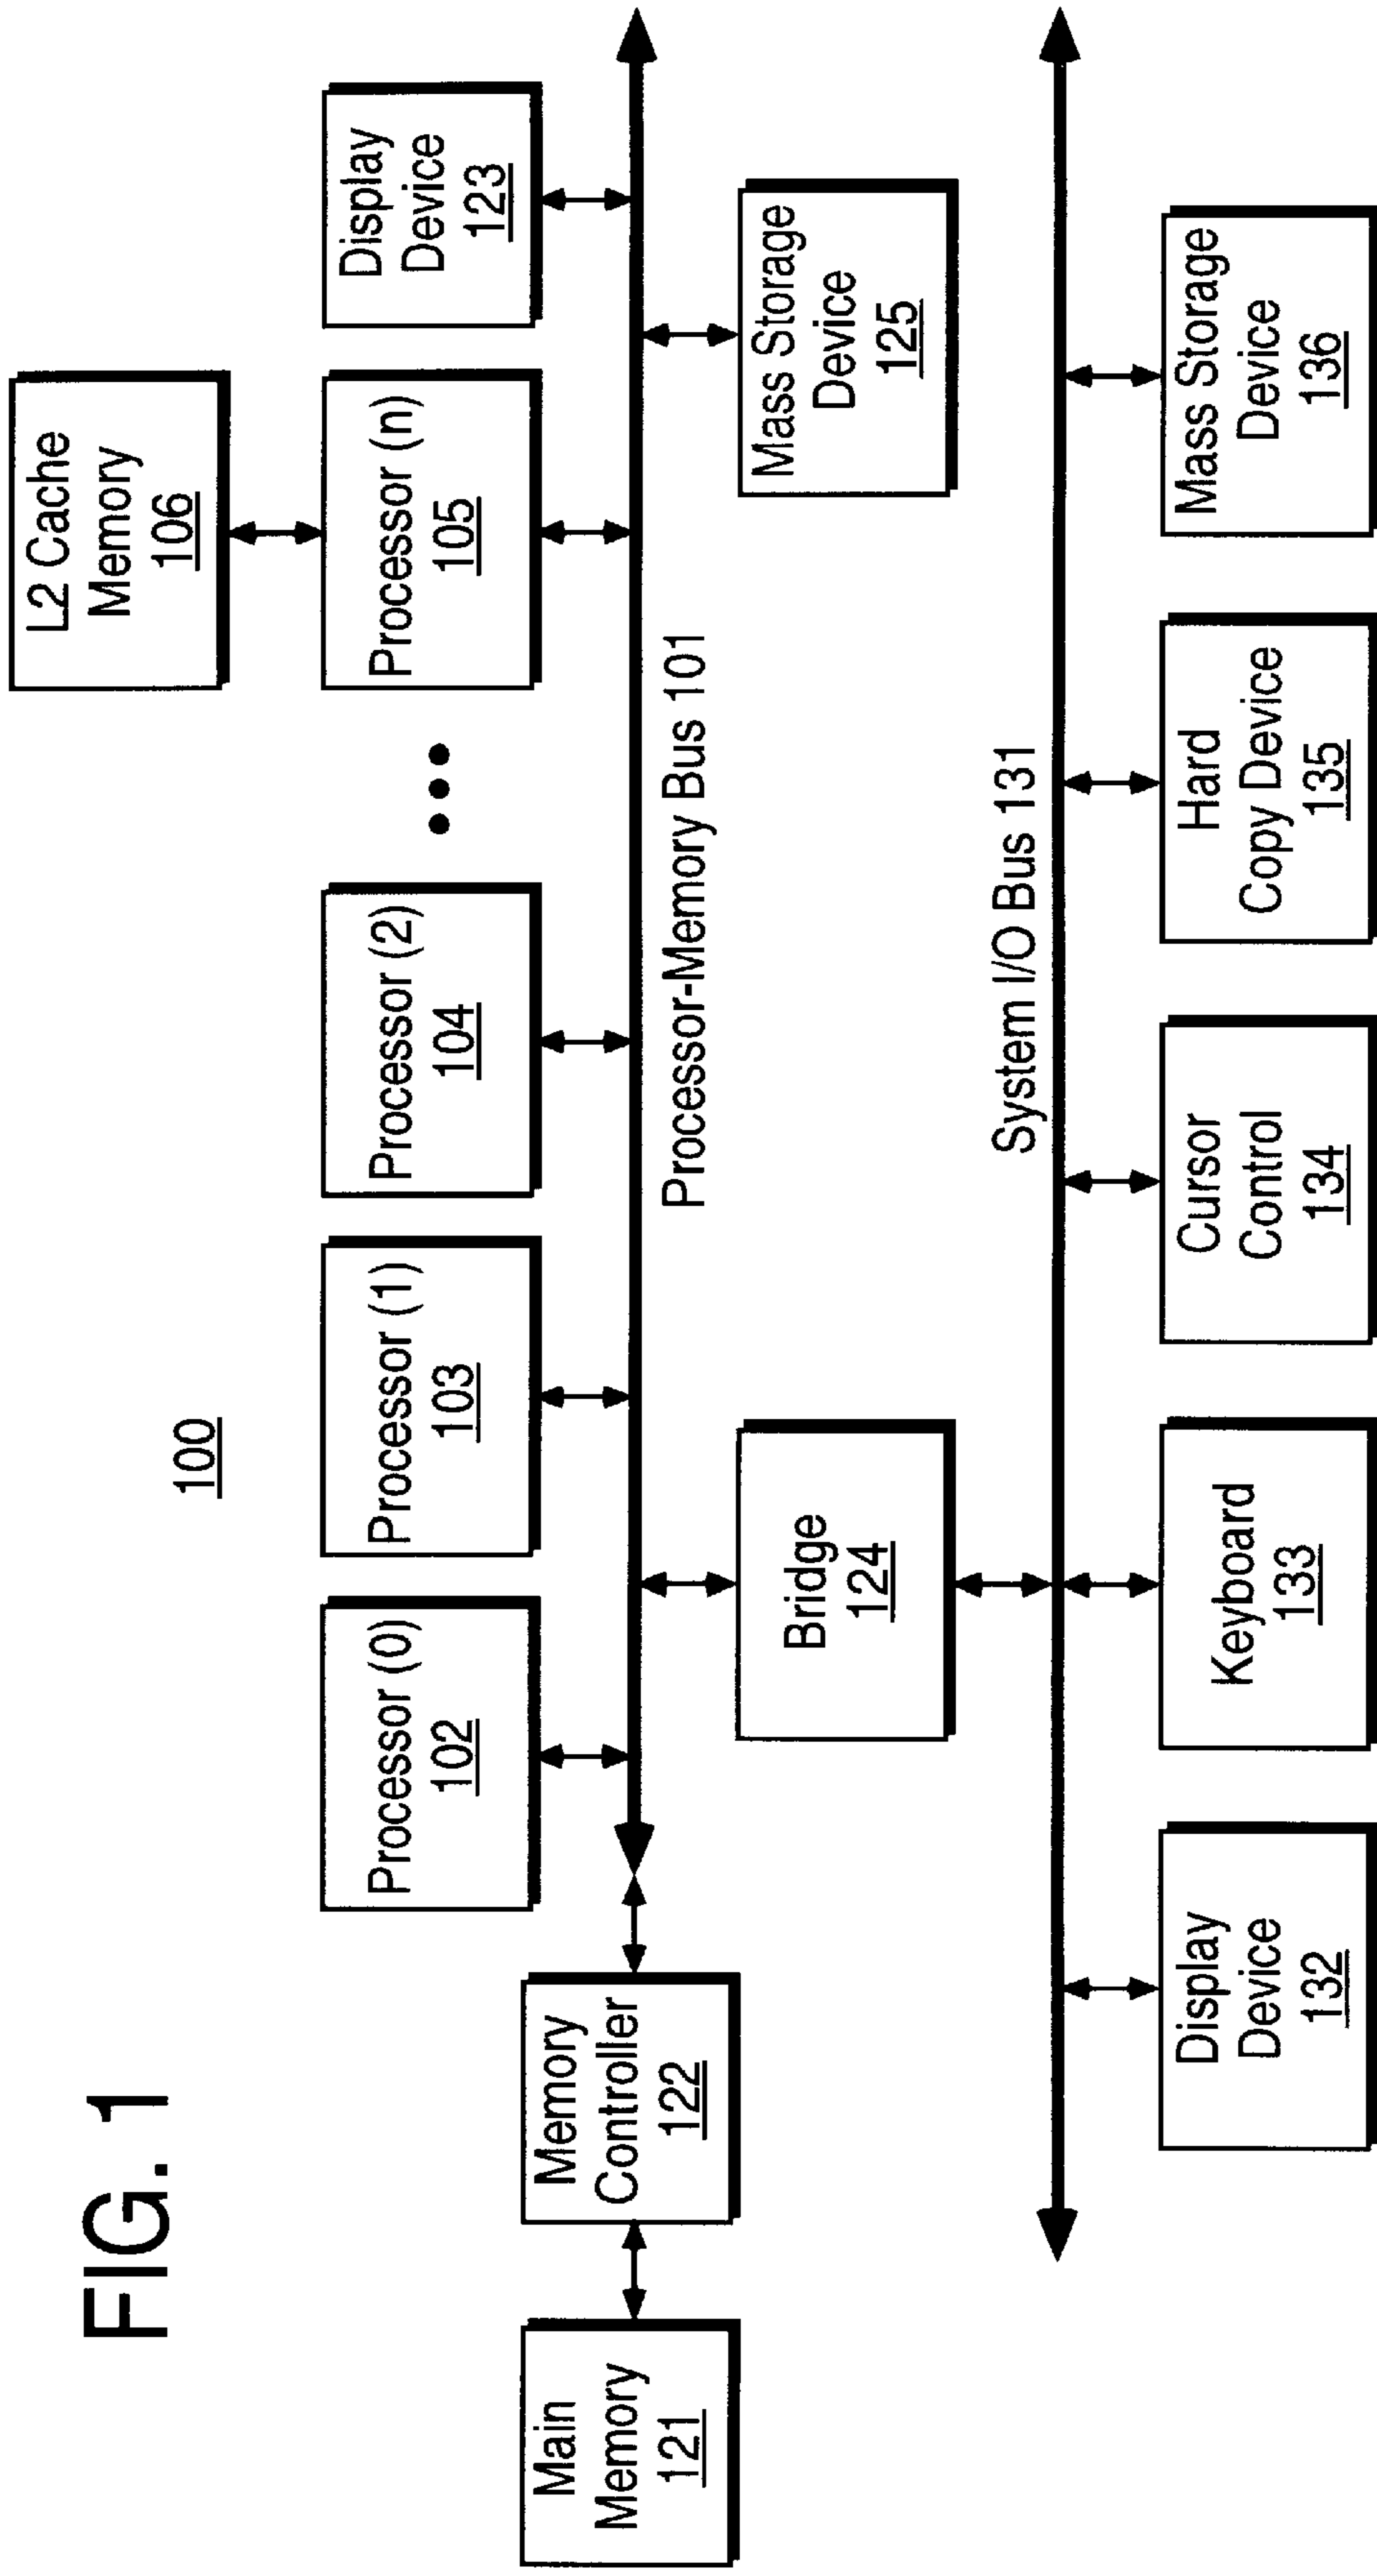 FIG. 1
100
L2 Cache
Memory
106
Processor (0)
102
Processor (1)
103
Processor (2)
104
•••
Processor (n)
105
Display
Device
123
Main
Memory
121
Memory
Controller
122
Processor-Memory Bus 101
Bridge
124
Mass Storage
Device
125
System I/O Bus 131
Display
Device
132
Keyboard
133
Cursor
Control
134
Hard
Copy Device
135
Mass Storage
Device
136